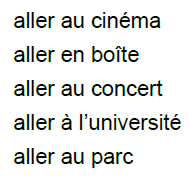 aller au cinéma
aller en boîte
aller au concert
aller à l’université
aller au parc